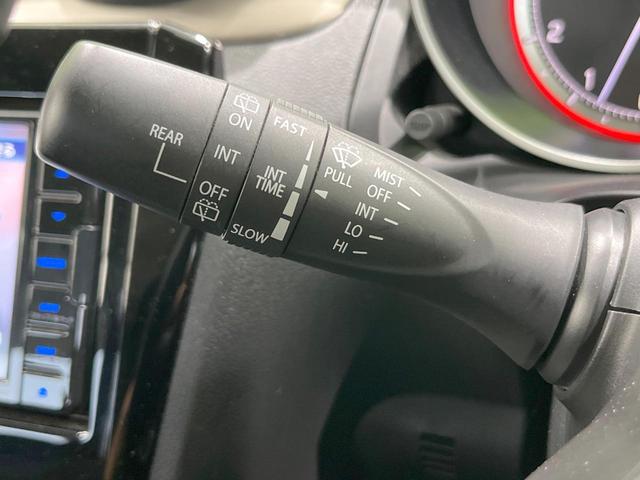 REAR
ON
INT
OFF
FAST
INT
TIME
SLOW
PULL
MIST
OFF
INT
LO
HI
2
1